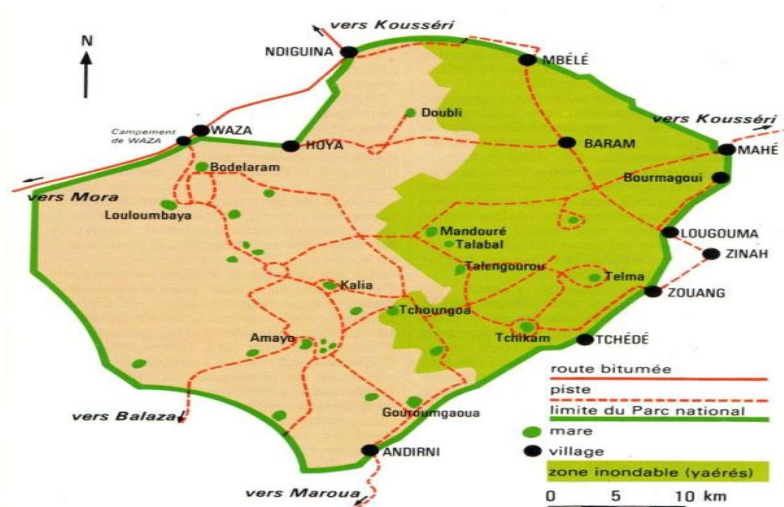 vers Kousséri
N
NDIGUINA
MBÉLÉ
Doubli
vers Kousséri
Campement
de WAZA
WAZA
HOYA
BARAM
MAHÉ
Bodelaram
Bourmagoui
vers Mora
Louloumbaya
Mandouré
Talabal
LOUGOUMA
ZINAH
Talengourou
Telma
Kalia
ZOUANG
Tchoungoa
Tchikam
Amayo
TCHÉDÉ
route bitumée
piste
limite du Parc national
vers Balazal
Gouroumgaoua
mare
village
ANDIRNI
zone inondable (yaérés)
vers Maroua
0 5 10 km